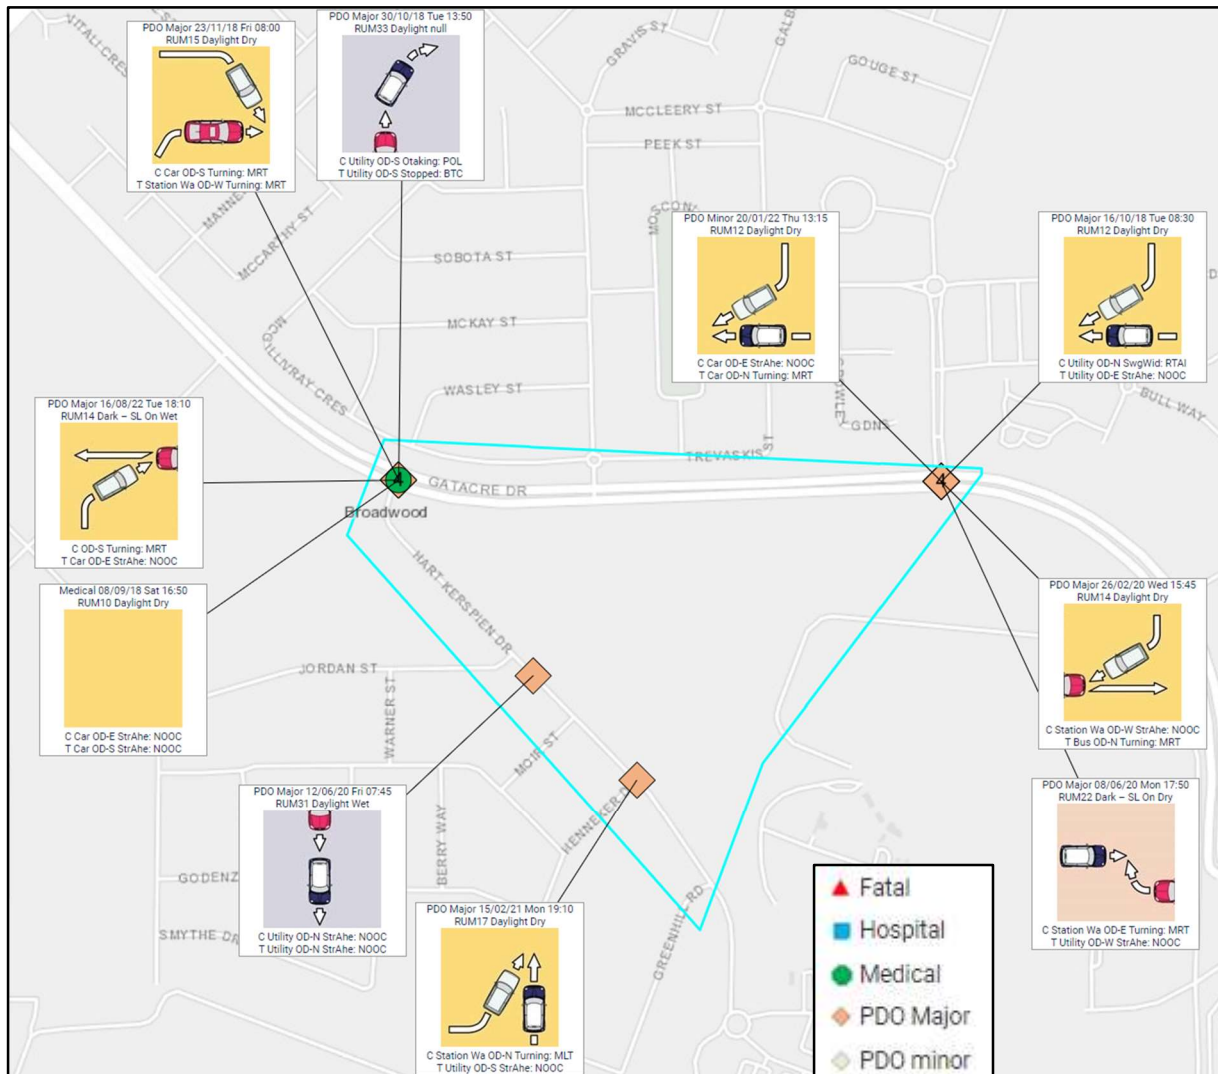 PDO Major 23/11/18 Fri 08:00
RUM15 Daylight Dry
C Car OD-S Turning: MRT
T Station Wa OD-W Turning: MRT
PDO Major 30/10/18 Tue 13:50
RUM33 Daylight null
C Utility OD-S Otaking: POL
T Utility OD-S Stopped: BTC
VITALI CRES
GRAVIS ST
GOUGE ST
MCCLEERY ST
PEEK ST
MCCARTHY ST
SOBOTA ST
MCKAY ST
MCGILLIVRAY CRES
WASLEY ST
PDO Minor 20/01/22 Thu 13:15
RUM12 Daylight Dry
C Car OD-E StrAhe: NOOC
T Car OD-N Turning: MRT
PDO Major 16/10/18 Tue 08:30
RUM12 Daylight Dry
C Utility OD-N SwgWid: RTAI
T Utility OD-E StrAhe: NOOC
GDNS
BULL WAY
TREVASKIS ST
PDO Major 16/08/22 Tue 18:10
RUM14 Dark – SL On Wet
C OD-S Turning: MRT
T Car OD-E StrAhe: NOOC
4
GATACRE DR
Broadwood
4
HART KERSPIEN DR
Medical 08/09/18 Sat 16:50
RUM10 Daylight Dry
C Car OD-E StrAhe: NOOC
T Car OD-S StrAhe: NOOC
PDO Major 26/02/20 Wed 15:45
RUM14 Daylight Dry
C Station Wa OD-W StrAhe: NOOC
T Bus OD-N Turning: MRT
JORDAN ST
WARNER ST
MOIR ST
HENNEKER D
BERRY WAY
GODENZ
SMYTHE DR
GREENHILL RD
PDO Major 12/06/20 Fri 07:45
RUM31 Daylight Wet
C Utility OD-N StrAhe: NOOC
T Utility OD-N StrAhe: NOOC
PDO Major 08/06/20 Mon 17:50
RUM22 Dark – SL On Dry
C Station Wa OD-E Turning: MRT
T Utility OD-W StrAhe: NOOC
PDO Major 15/02/21 Mon 19:10
RUM17 Daylight Dry
C Station Wa OD-N Turning: MLT
T Utility OD-S StrAhe: NOOC
Fatal
Hospital
Medical
PDO Major
PDO minor